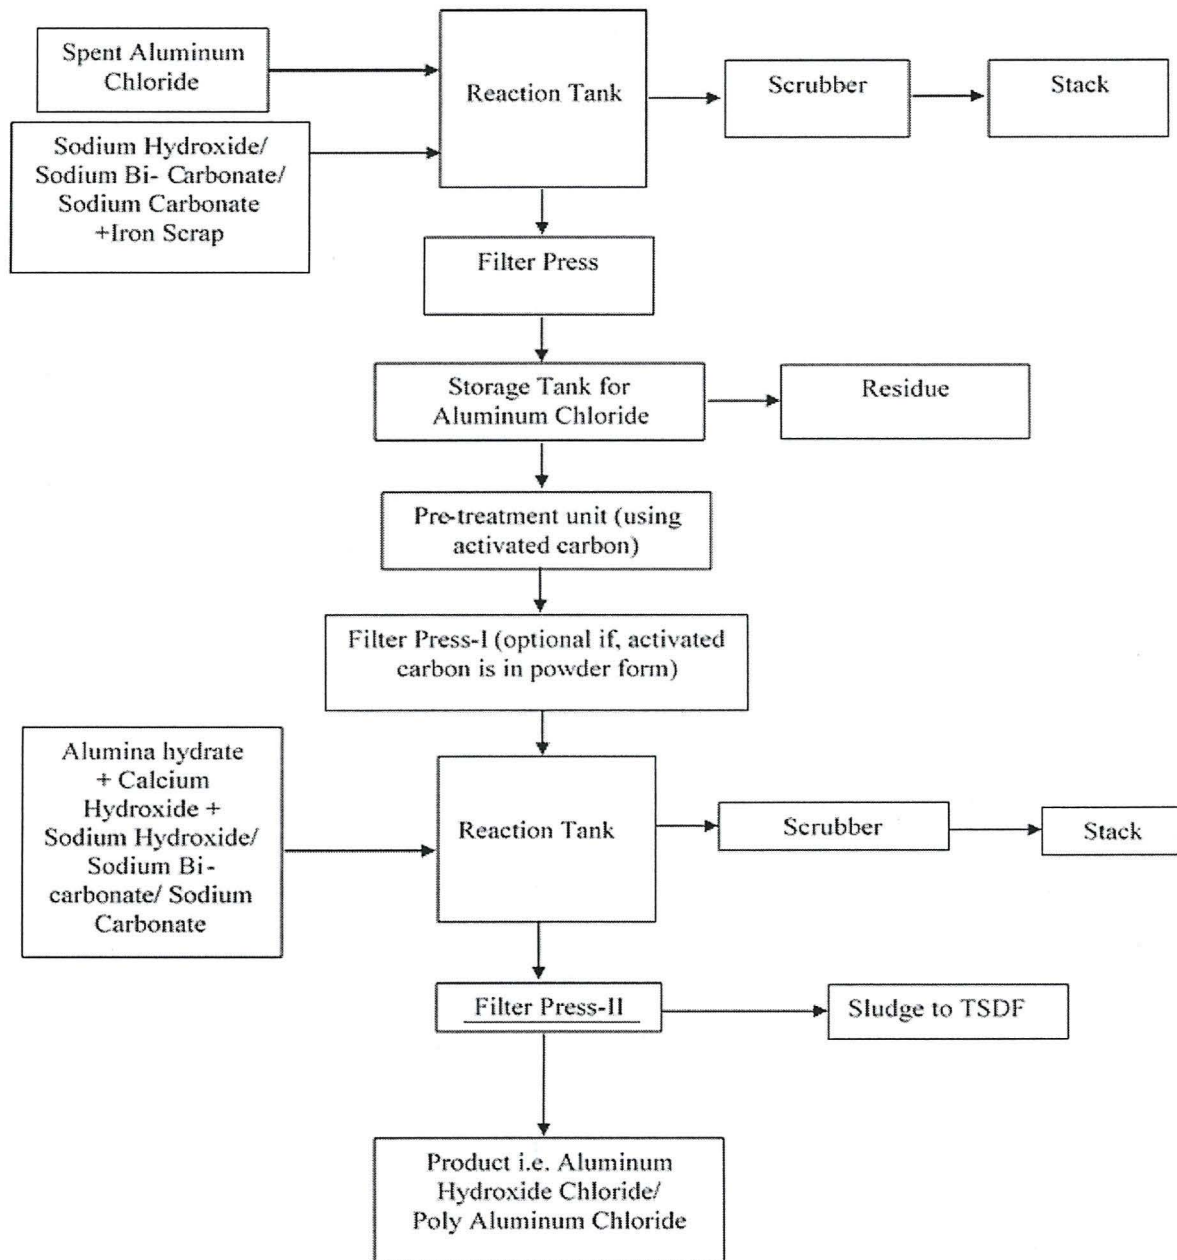 Spent Aluminum
Chloride
Reaction Tank
Scrubber
Stack
Sodium Hydroxide/
Sodium Bi- Carbonate/
Sodium Carbonate
+Iron Scrap
Filter Press
Storage Tank for
Aluminum Chloride
Residue
Pre-treatment unit (using
activated carbon)
Filter Press-I (optional if, activated
carbon is in powder form)
Alumina hydrate
+ Calcium
Hydroxide +
Sodium Hydroxide/
Sodium Bi-
carbonate/ Sodium
Carbonate
Reaction Tank
Scrubber
Stack
Filter Press-II
Sludge to TSDF
Product i.e. Aluminum
Hydroxide Chloride/
Poly Aluminum Chloride